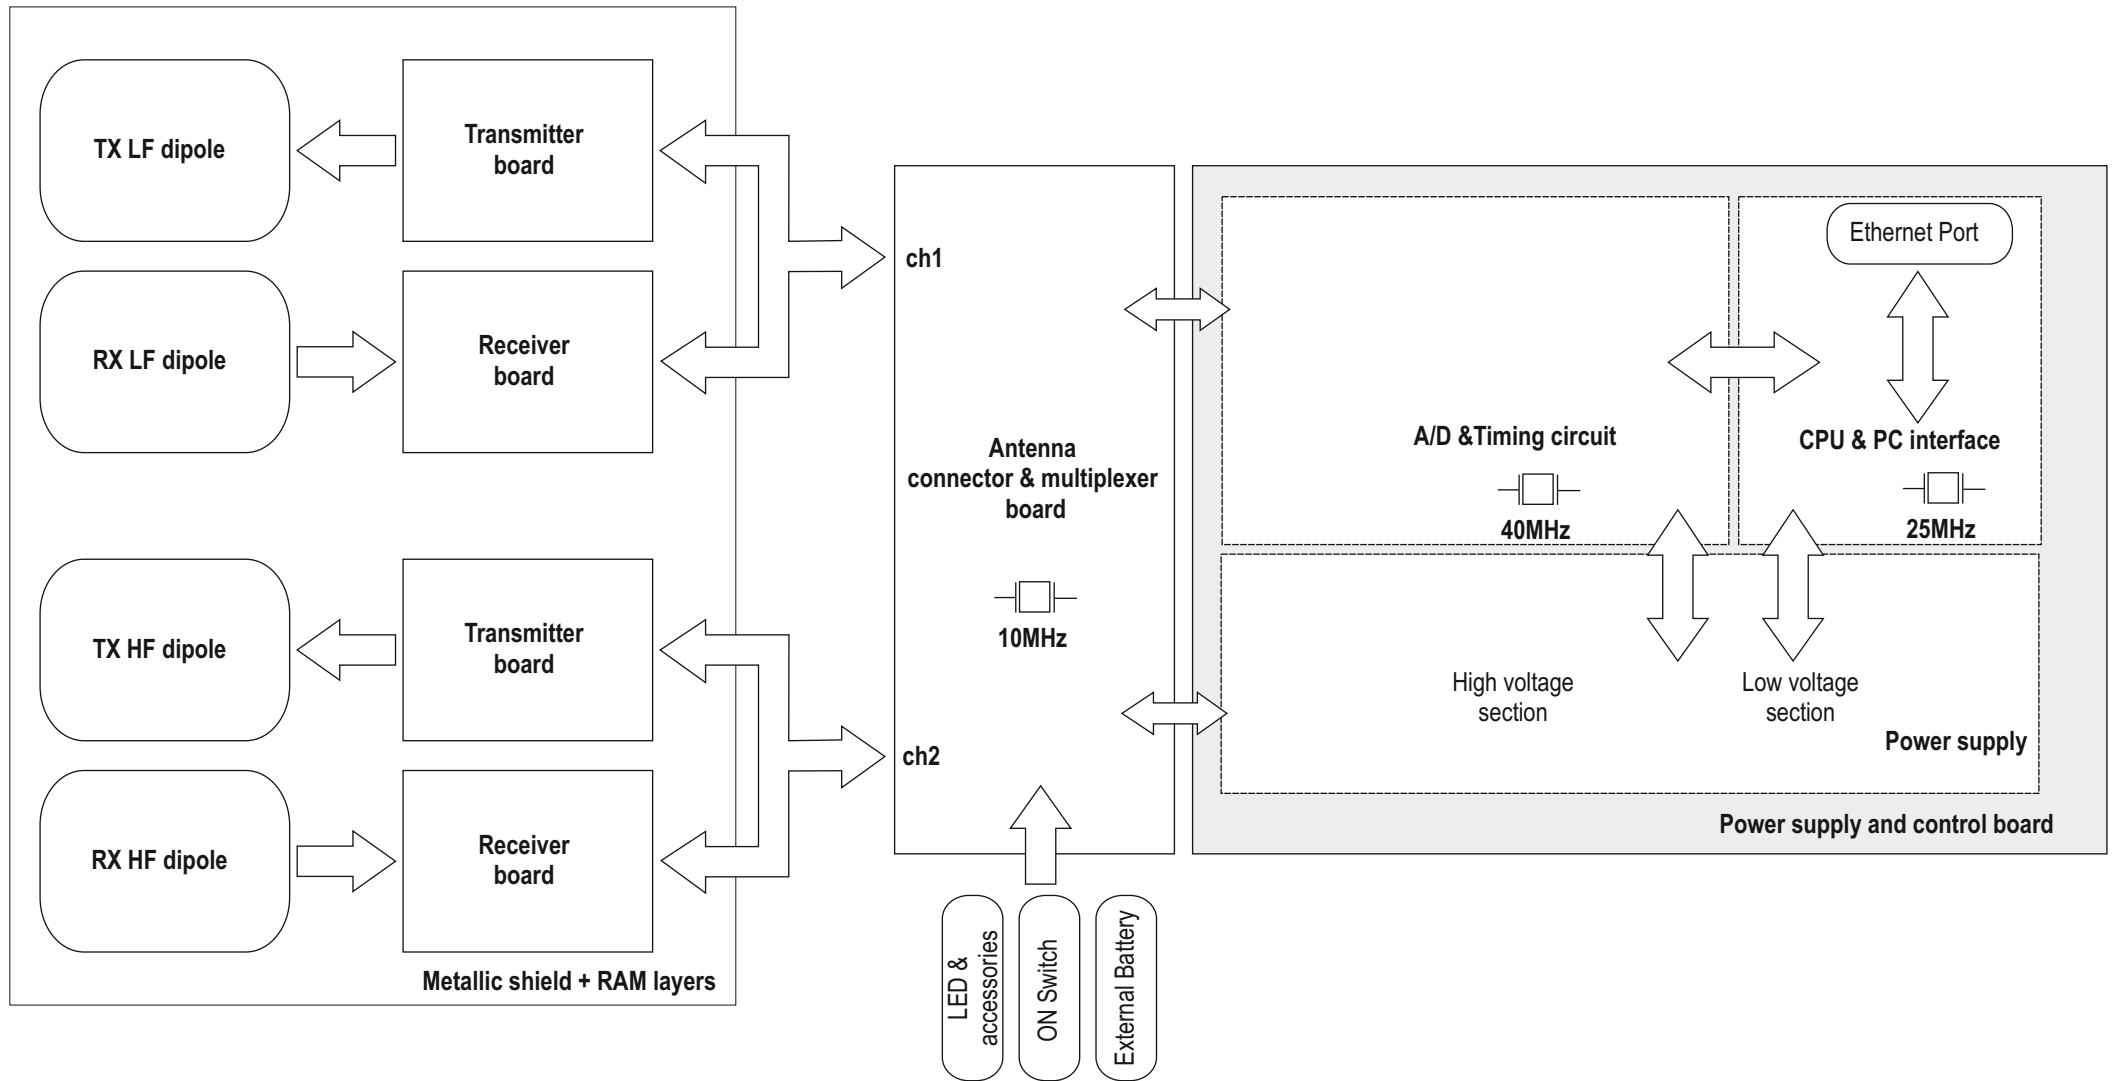 TX LF dipole
Transmitter
board
RX LF dipole
Receiver
board
TX HF dipole
Transmitter
board
RX HF dipole
Receiver
board
Metallic shield + RAM layers
ch1
Antenna
connector & multiplexer
board
10MHz
ch2
LED &
accessories
ON Switch
External Battery
Ethernet Port
A/D &Timing circuit
40MHz
CPU & PC interface
25MHz
High voltage
section
Low voltage
section
Power supply
Power supply and control board